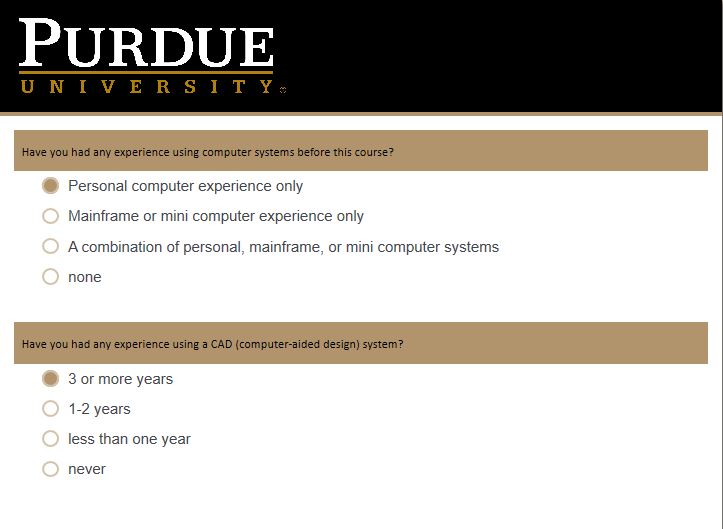 PURDUE
UNIVERSITY
Have you had any experience using computer systems before this course?
Personal computer experience only
Mainframe or mini computer experience only
A combination of personal, mainframe, or mini computer systems
none
Have you had any experience using a CAD (computer-aided design) system?
3 or more years
1-2 years
less than one year
never